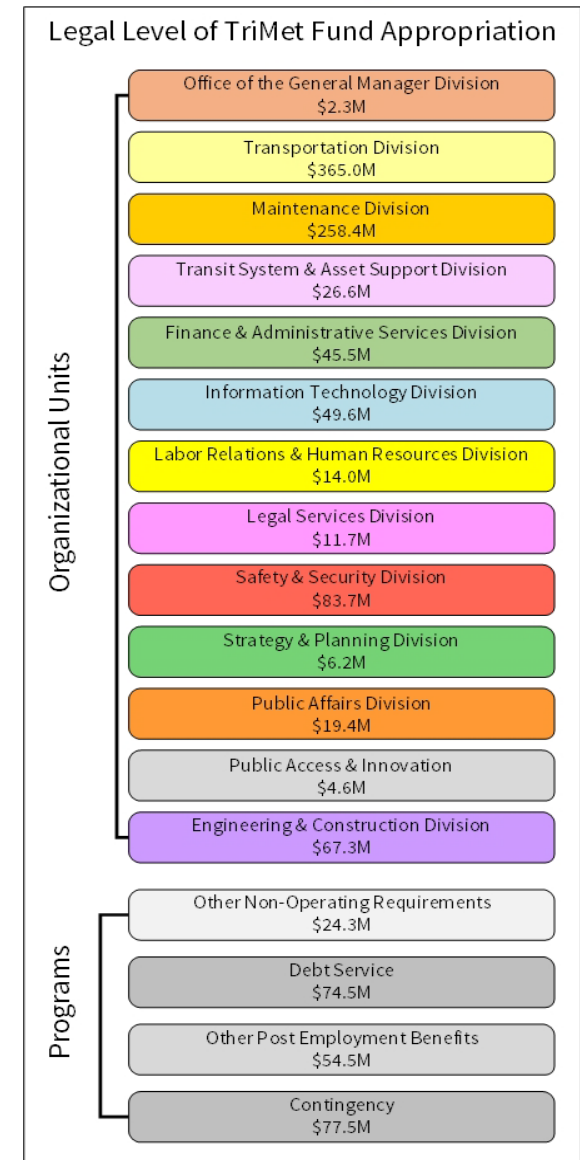 Legal Level of TriMet Fund Appropriation
Organizational Units
Office of the General Manager Division
$2.3M
Transportation Division
$365.0M
Maintenance Division
$258.4M
Transit System & Asset Support Division
$26.6M
Finance & Administrative Services Division
$45.5M
Information Technology Division
$49.6M
Labor Relations & Human Resources Division
$14.0M
Legal Services Division
$11.7M
Safety & Security Division
$83.7M
Strategy & Planning Division
$6.2M
Public Affairs Division
$19.4M
Public Access & Innovation
$4.6M
Engineering & Construction Division
$67.3M
Programs
Other Non-Operating Requirements
$24.3M
Debt Service
$74.5M
Other Post Employment Benefits
$54.5M
Contingency
$77.5M